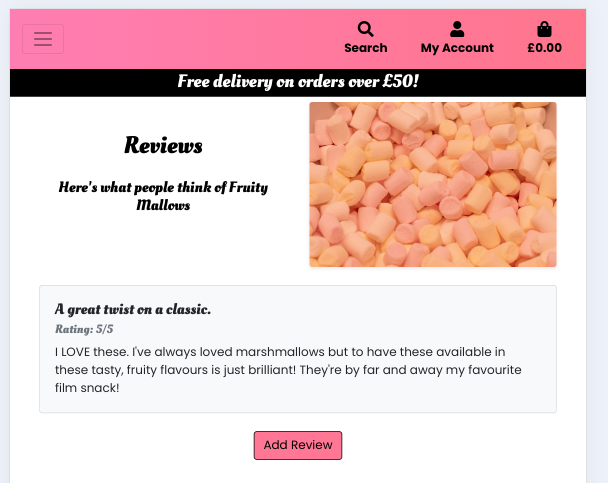 Search
My Account
£0.00
Free delivery on orders over £50!
Reviews
Here's what people think of Fruity
Mallows
A great twist on a classic.
Rating: 5/5
I LOVE these. I've always loved marshmallows but to have these available in
these tasty, fruity flavours is just brilliant! They're by far and away my favourite
film snack!
Add Review